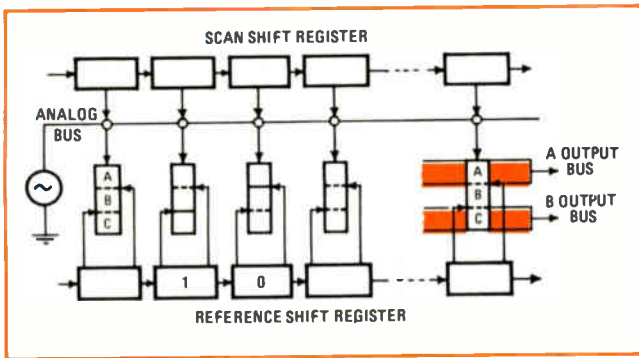 SCAN SHIFT REGISTER
ANALOG
BUS
A
B
C
A
B
C
A OUTPUT
BUS
B OUTPUT
BUS
1 0
REFERENCE SHIFT REGISTER